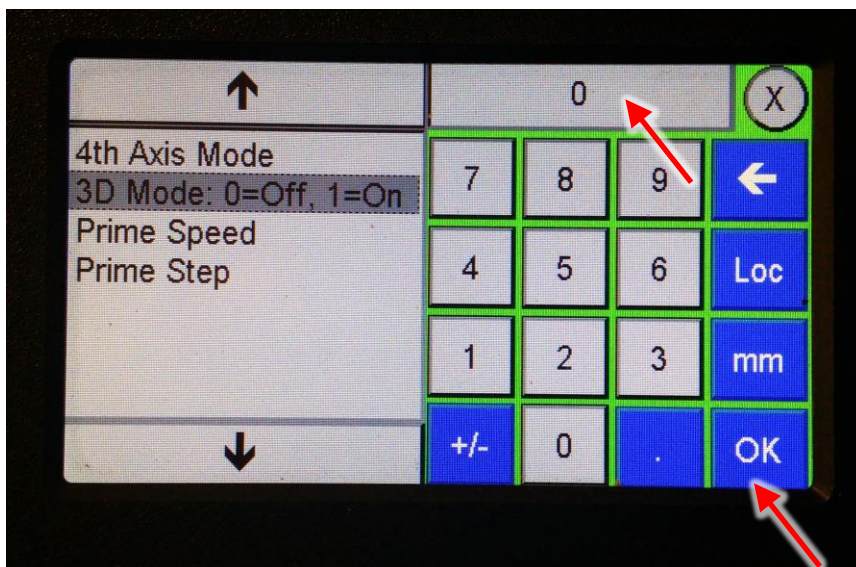 0
X
4th Axis Mode
3D Mode: 0=Off, 1=On
Prime Speed
Prime Step
7 8 9
4 5 6 Loc
1 2 3 mm
+/- 0 . OK